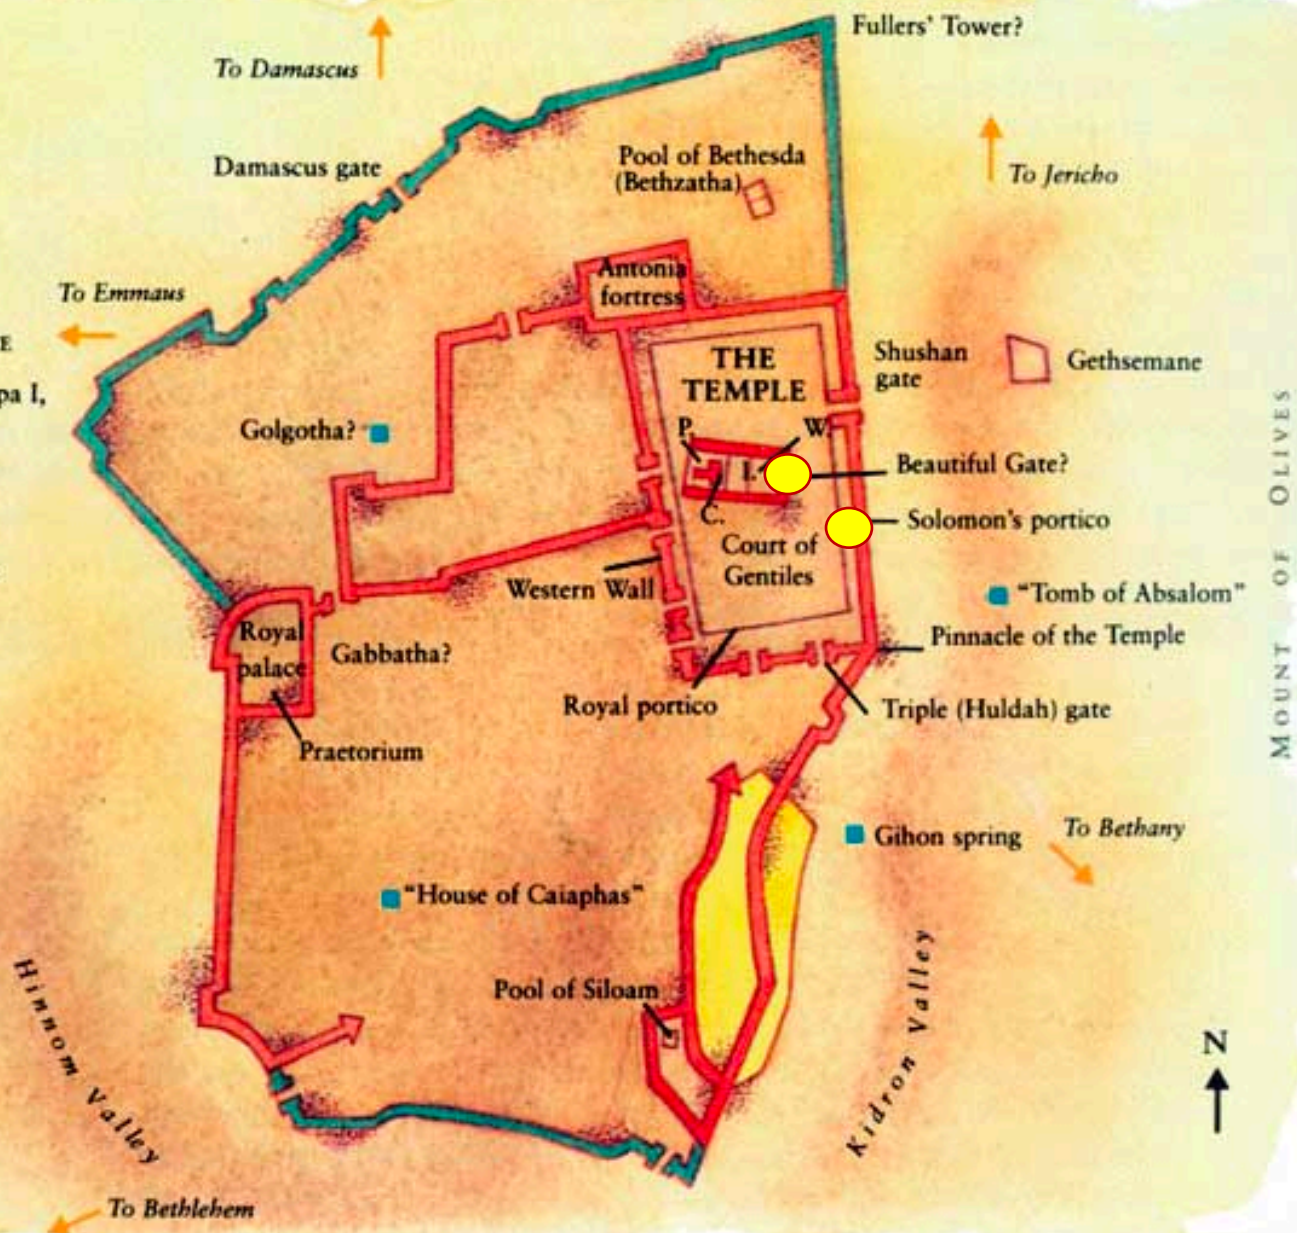 Fullers' Tower?
To Damascus
Damascus gate
Pool of Bethesda
(Bethzatha)
To Jericho
Antonia
fortress
To Emmaus
E
pa I,
THE
TEMPLE
Shushan
gate
Gethsemane
Golgotha?
P.
W.
I.
C.
Beautiful Gate?
Solomon's portico
Court of
Gentiles
Western Wall
"Tomb of Absalom"
MOUNT OF OLIVES
Royal
palace
Gabbatha?
Pinnacle of the Temple
Royal portico
Triple (Huldah) gate
Praetorium
Gihon spring
To Bethany
"House of Caiaphas"
Pool of Siloam
Hinnom Valley
Kidron Valley
N
To Bethlehem